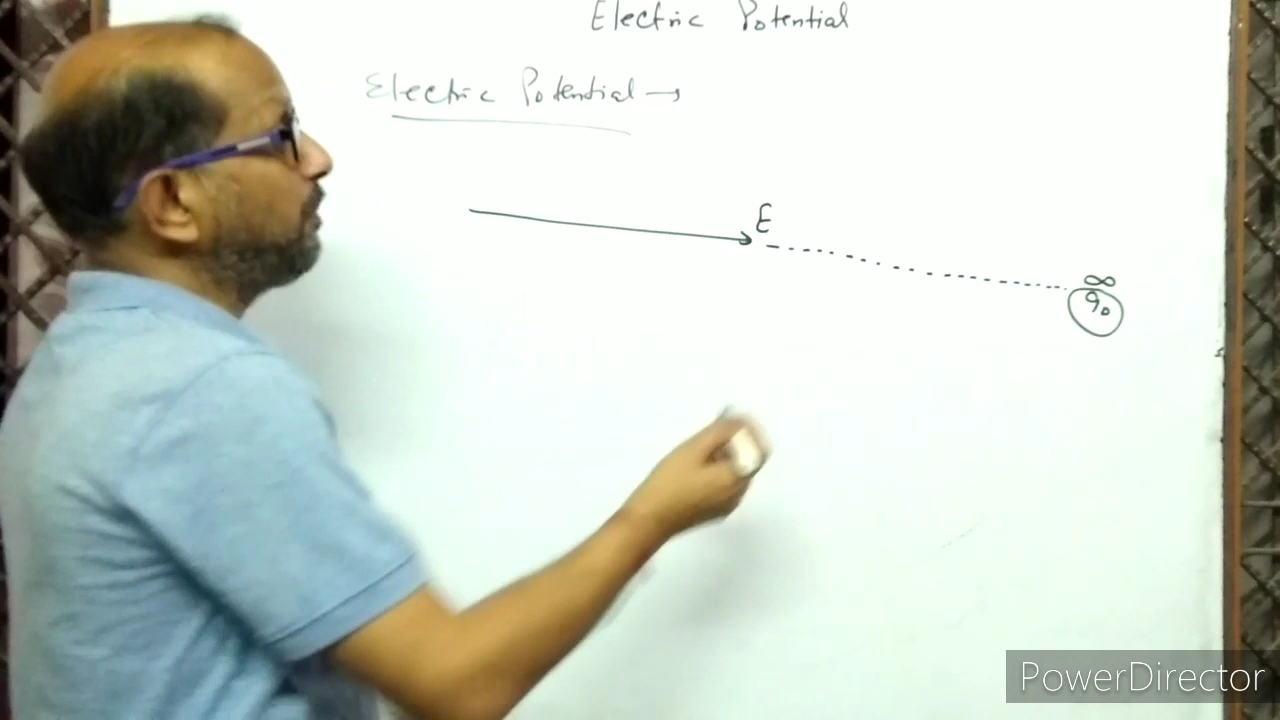 Electric Potential
Electric Potential →
E
∞
q₀
PowerDirector